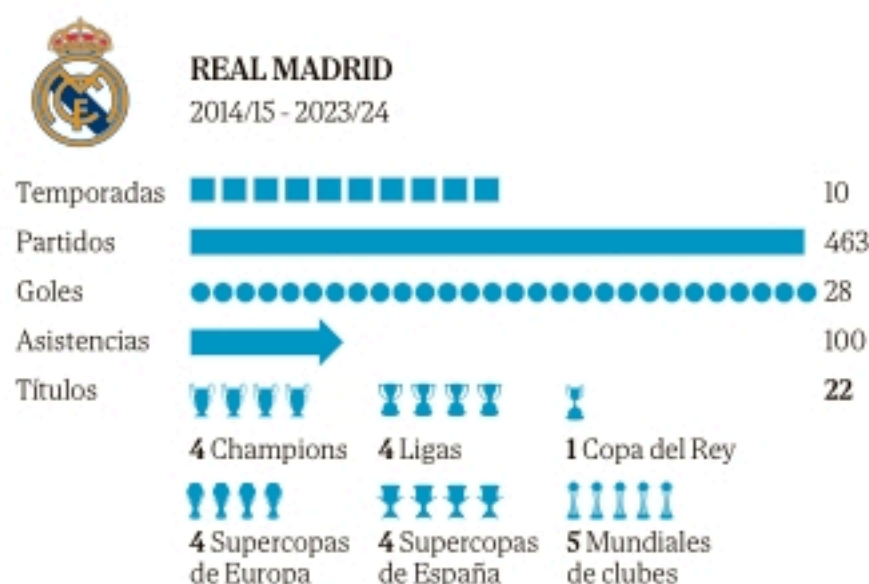 REAL MADRID
2014/15 - 2023/24
Temporadas 10
Partidos 463
Goles 28
Asistencias 100
Títulos 22
4 Champions 4 Ligas 1 Copa del Rey
4 Supercopas 4 Supercopas 5 Mundiales
de Europa de España de clubes